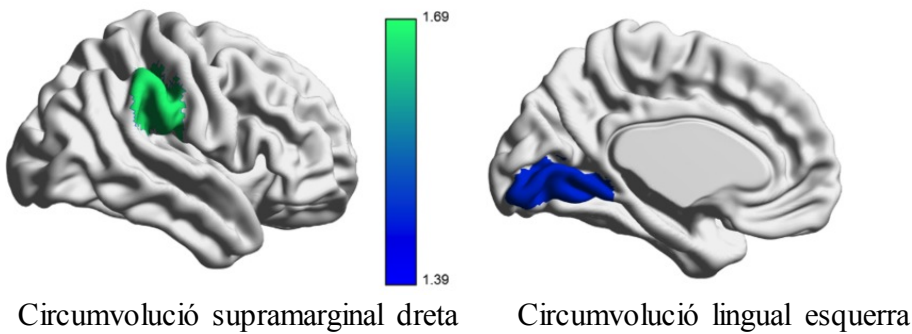 1.69
1.39
Circumvolució supramarginal dreta
Circumvolució lingual esquerra